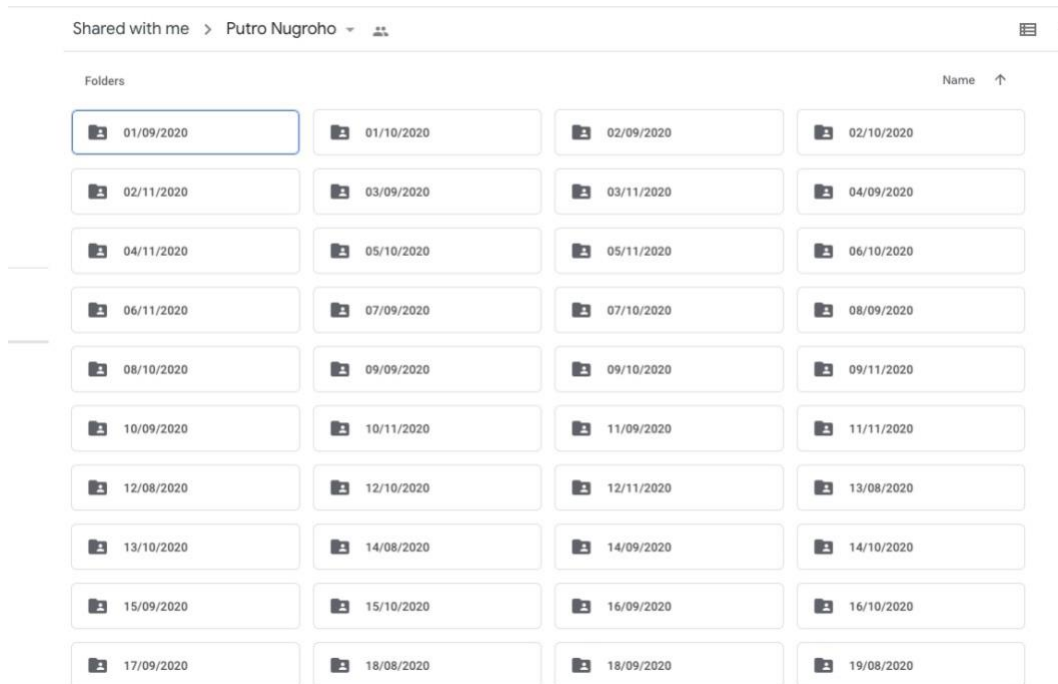 Shared with me > Putro Nugroho
Folders Name ↑
01/09/2020 01/10/2020 02/09/2020 02/10/2020
02/11/2020 03/09/2020 03/11/2020 04/09/2020
04/11/2020 05/10/2020 05/11/2020 06/10/2020
06/11/2020 07/09/2020 07/10/2020 08/09/2020
08/10/2020 09/09/2020 09/10/2020 09/11/2020
10/09/2020 10/11/2020 11/09/2020 11/11/2020
12/08/2020 12/10/2020 12/11/2020 13/08/2020
13/10/2020 14/08/2020 14/09/2020 14/10/2020
15/09/2020 15/10/2020 16/09/2020 16/10/2020
17/09/2020 18/08/2020 18/09/2020 19/08/2020